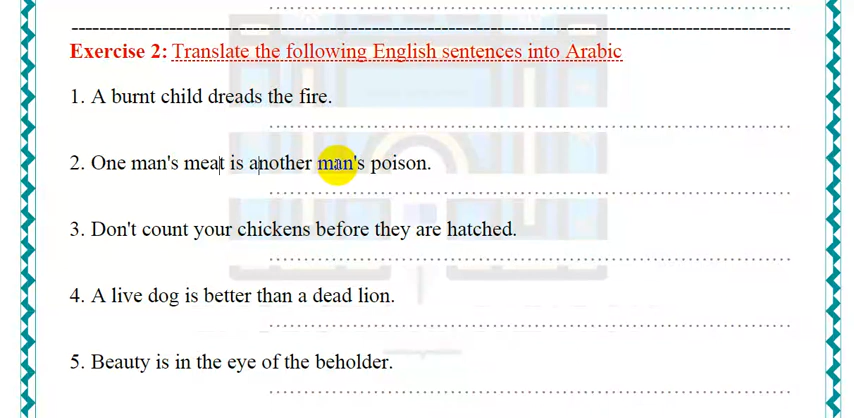 Exercise 2: Translate the following English sentences into Arabic
1. A burnt child dreads the fire.
2. One man's meat is another man's poison.
3. Don't count your chickens before they are hatched.
4. A live dog is better than a dead lion.
5. Beauty is in the eye of the beholder.